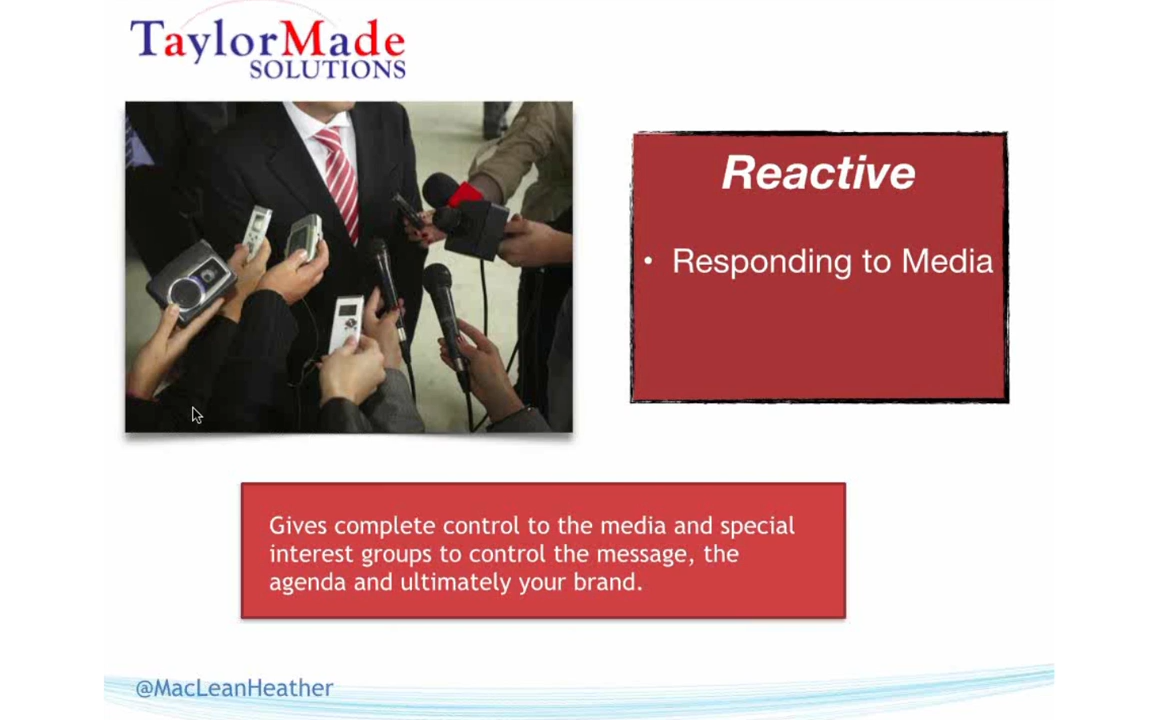 TaylorMade
SOLUTIONS
Reactive
• Responding to Media
Gives complete control to the media and special
interest groups to control the message, the
agenda and ultimately your brand.
@MacLeanHeather